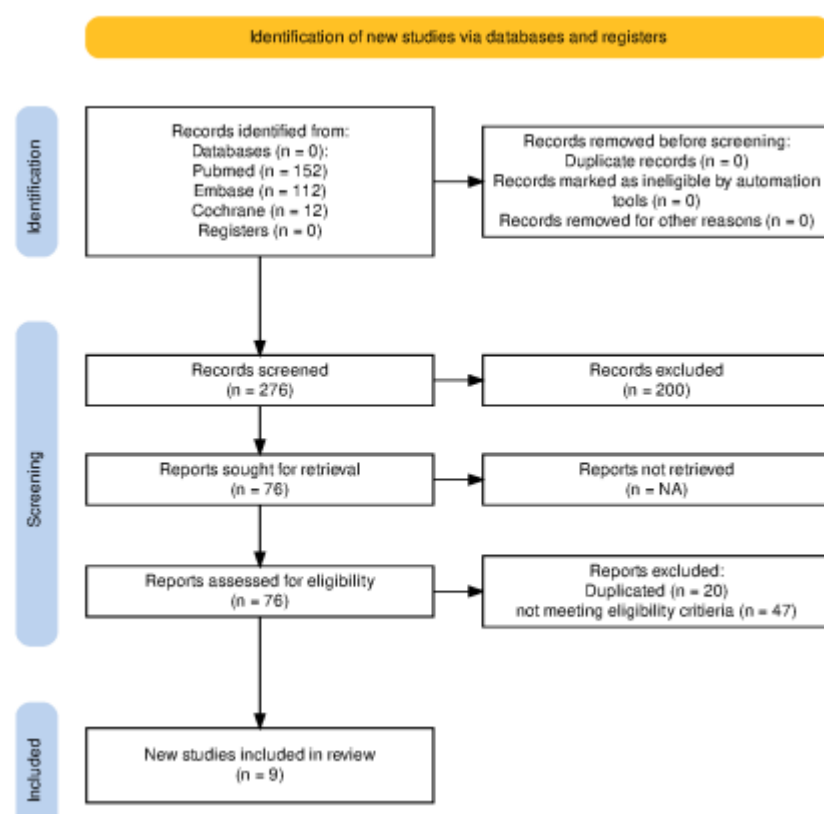 Identification of new studies via databases and registers
Identification
Records identified from:
Databases (n = 0):
Pubmed (n = 152)
Embase (n = 112)
Cochrane (n = 12)
Registers (n = 0)
Records removed before screening:
Duplicate records (n = 0)
Records marked as ineligible by automation
tools (n = 0)
Records removed for other reasons (n = 0)
Screening
Records screened
(n = 276)
Records excluded
(n = 200)
Reports sought for retrieval
(n = 76)
Reports not retrieved
(n = NA)
Reports assessed for eligibility
(n = 76)
Reports excluded:
Duplicated (n = 20)
not meeting eligibility critieria (n = 47)
Included
New studies included in review
(n = 9)